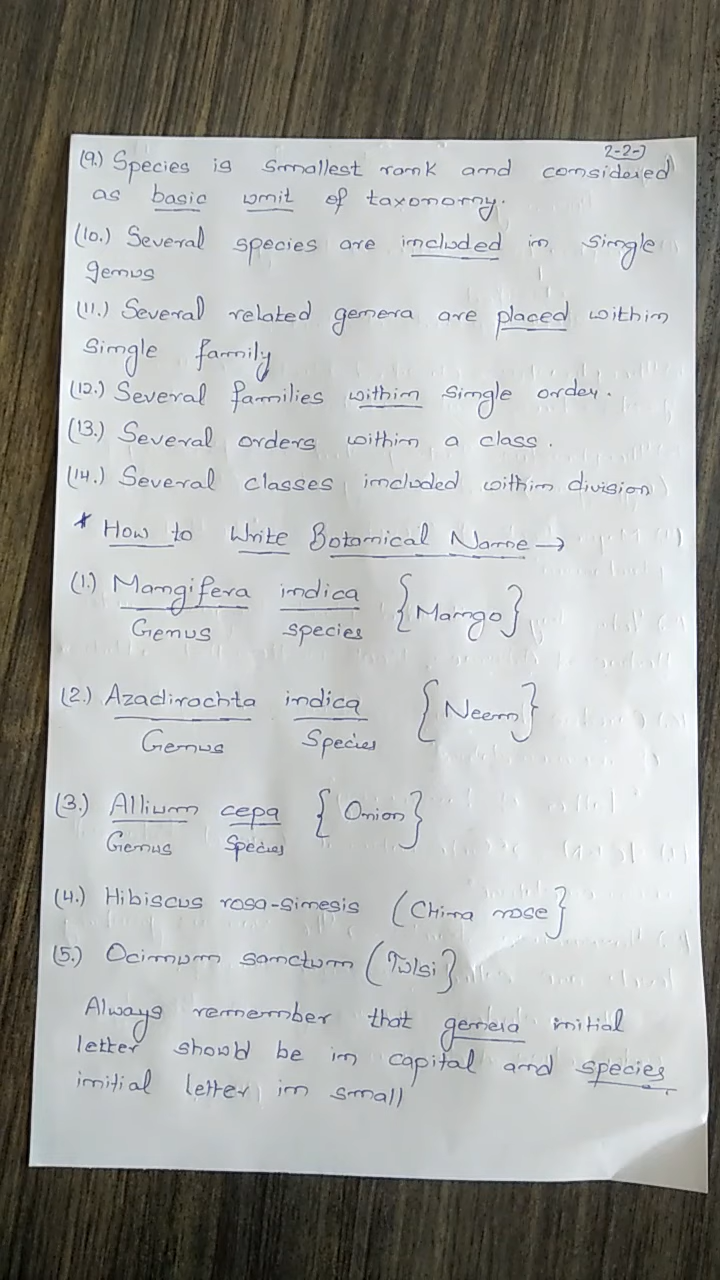 2-2-)
(9.) Species is smallest rank and considered
as basic unit of taxonomy.
(10.) Several species are included in single
genus
(11.) Several related genera are placed within
single family
(12.) Several families within single order.
(13.) Several orders within a class.
(14.) Several classes included within division
* How to Write Botanical Name →
(1.) Mangifera indica {Mango}
Genus species
(2.) Azadirachta indica {Neem}
Genus Species
(3.) Allium cepa {Onion}
Genus Species
(4.) Hibiscus rosa-sinesis (China rose}
(5.) Ocimum sanctum (Tulsi}
Always remember that genera initial
letter should be in capital and species
initial letter in small